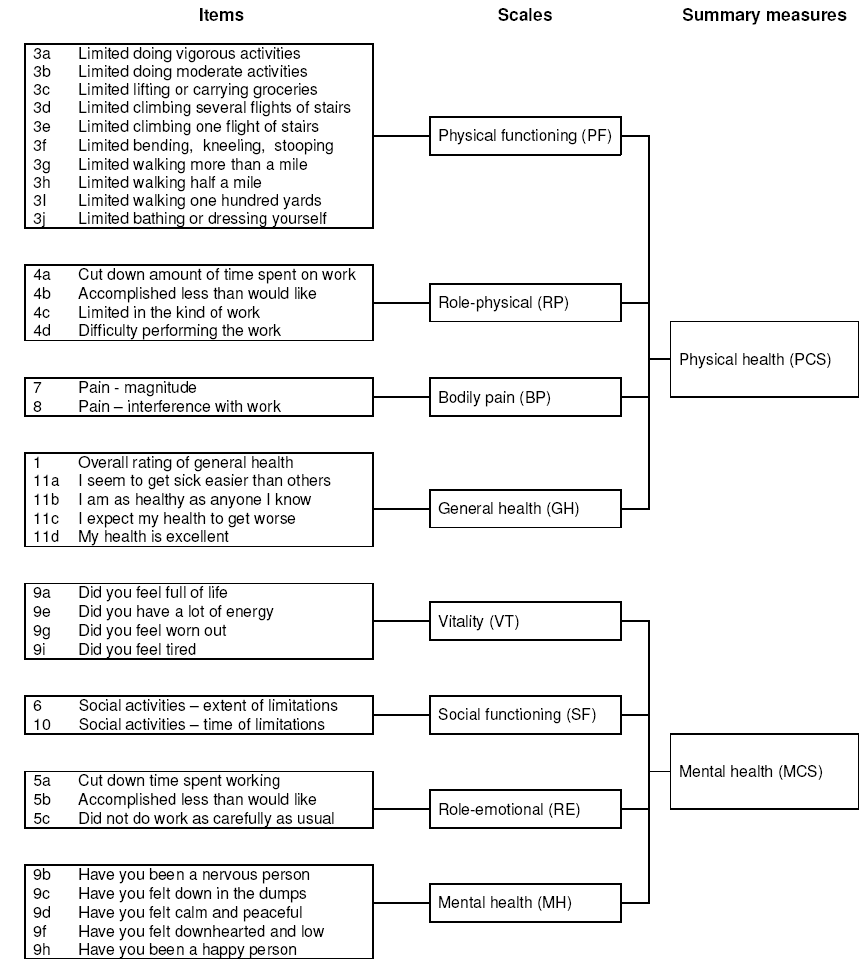 Items Scales Summary measures
3a Limited doing vigorous activities
3b Limited doing moderate activities
3c Limited lifting or carrying groceries
3d Limited climbing several flights of stairs
3e Limited climbing one flight of stairs
3f Limited bending, kneeling, stooping
3g Limited walking more than a mile
3h Limited walking half a mile
3I Limited walking one hundred yards
3j Limited bathing or dressing yourself
Physical functioning (PF)
4a Cut down amount of time spent on work
4b Accomplished less than would like
4c Limited in the kind of work
4d Difficulty performing the work
Role-physical (RP)
7 Pain - magnitude
8 Pain – interference with work
Bodily pain (BP)
1 Overall rating of general health
11a I seem to get sick easier than others
11b I am as healthy as anyone I know
11c I expect my health to get worse
11d My health is excellent
General health (GH)
Physical health (PCS)
9a Did you feel full of life
9e Did you have a lot of energy
9g Did you feel worn out
9i Did you feel tired
Vitality (VT)
6 Social activities – extent of limitations
10 Social activities – time of limitations
Social functioning (SF)
5a Cut down time spent working
5b Accomplished less than would like
5c Did not do work as carefully as usual
Role-emotional (RE)
9b Have you been a nervous person
9c Have you felt down in the dumps
9d Have you felt calm and peaceful
9f Have you felt downhearted and low
9h Have you been a happy person
Mental health (MH)
Mental health (MCS)